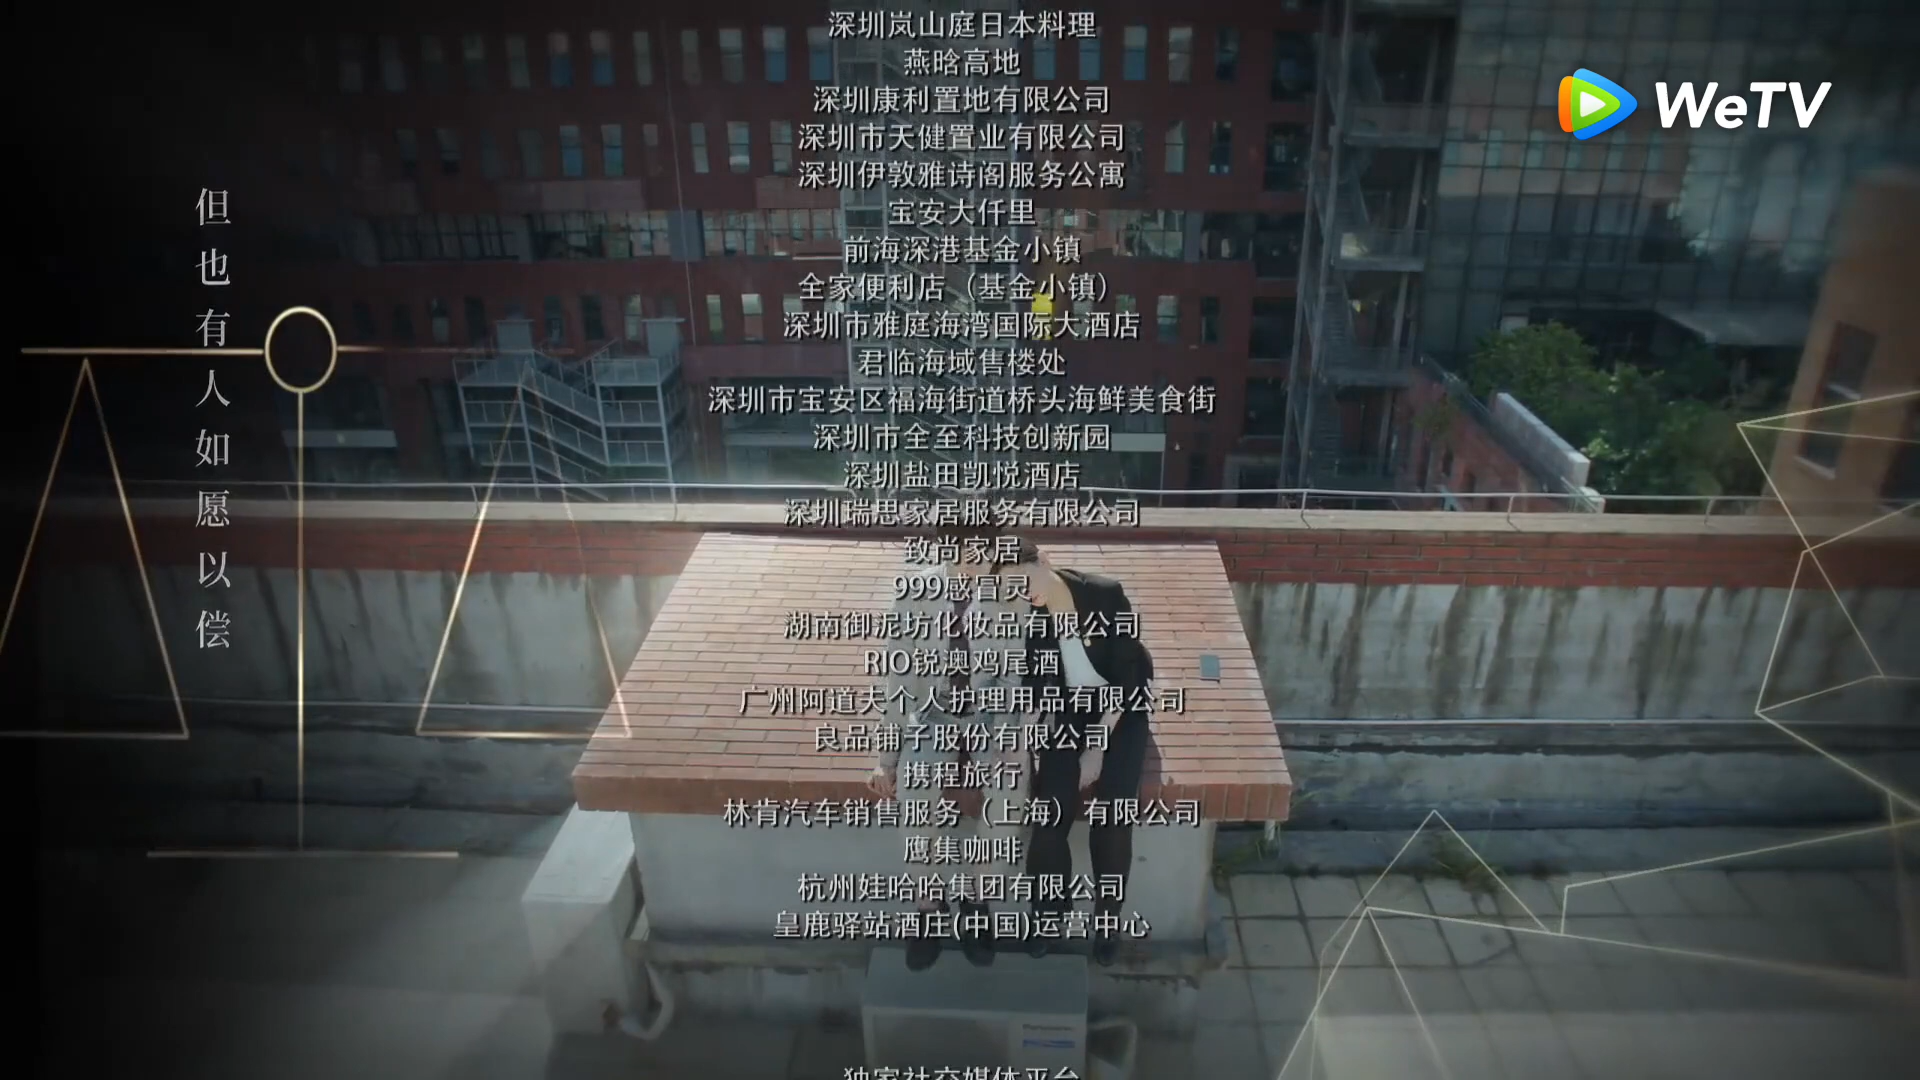 深圳岚山庭日本料理
燕晗高地
深圳康利置地有限公司
深圳市天健置业有限公司
深圳伊敦雅诗阁服务公寓
宝安大仟里
前海深港基金小镇
全家便利店（基金小镇）
深圳市雅庭海湾国际大酒店
君临海域售楼处
深圳市宝安区福海街道桥头海鲜美食街
深圳市全至科技创新园
深圳盐田凯悦酒店
深圳瑞思家居服务有限公司
致尚家居
999感冒灵
湖南御泥坊化妆品有限公司
RIO锐澳鸡尾酒
广州阿道夫个人护理用品有限公司
良品铺子股份有限公司
携程旅行
林肯汽车销售服务（上海）有限公司
鹰集咖啡
杭州娃哈哈集团有限公司
皇鹿驿站酒庄(中国)运营中心
独家社交媒体平台
但也有人如愿以偿
WeTV